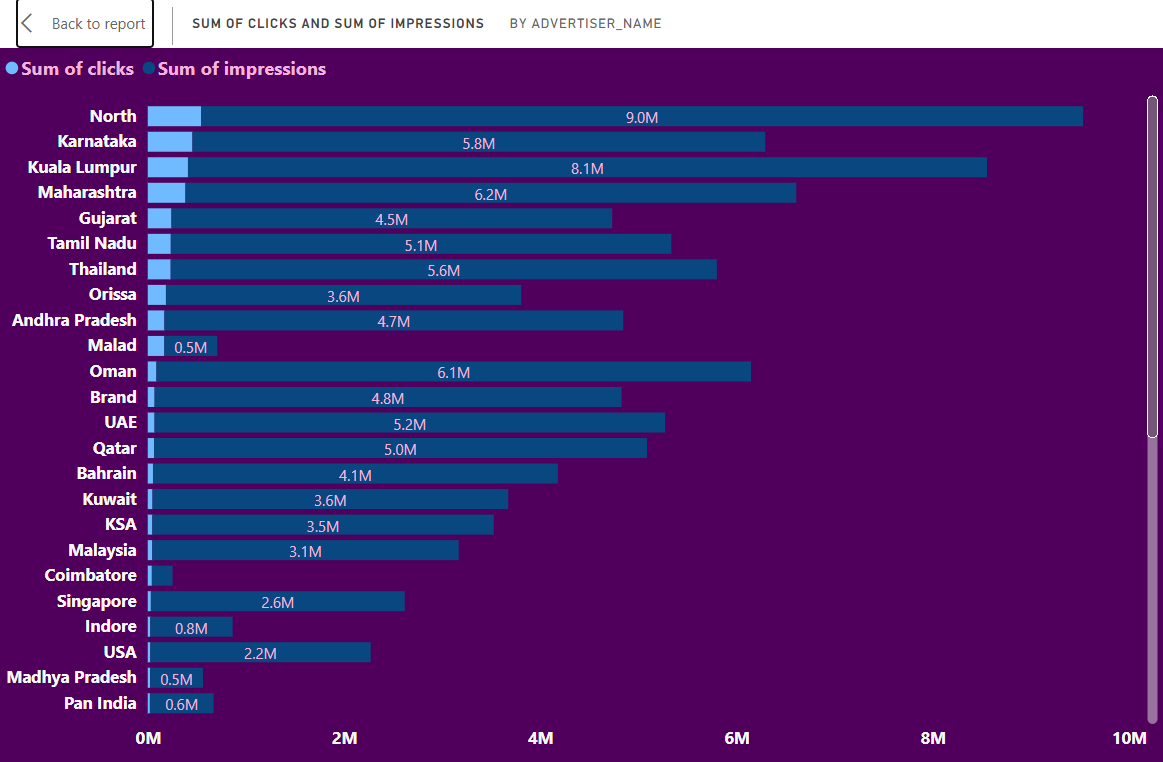 Back to report
SUM OF CLICKS AND SUM OF IMPRESSIONS BY ADVERTISER_NAME
Sum of clicks Sum of impressions
North 9.0M
Karnataka 5.8M
Kuala Lumpur 8.1M
Maharashtra 6.2M
Gujarat 4.5M
Tamil Nadu 5.1M
Thailand 5.6M
Orissa 3.6M
Andhra Pradesh 4.7M
Malad 0.5M
Oman 6.1M
Brand 4.8M
UAE 5.2M
Qatar 5.0M
Bahrain 4.1M
Kuwait 3.6M
KSA 3.5M
Malaysia 3.1M
Coimbatore
Singapore 2.6M
Indore 0.8M
USA 2.2M
Madhya Pradesh 0.5M
Pan India 0.6M
0M 2M 4M 6M 8M 10M